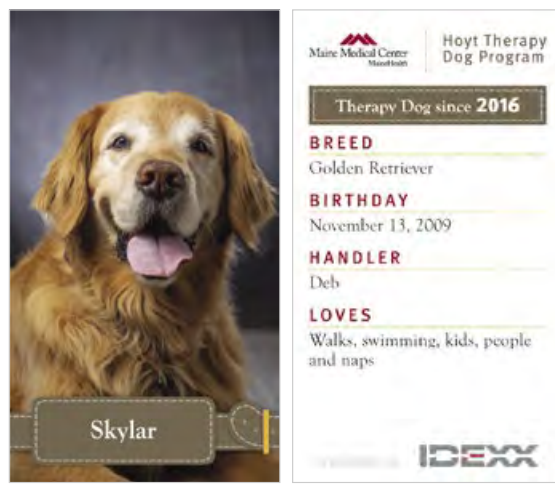 Skylar
Maine Medical Center
MaineHealth
Hoyt Therapy
Dog Program
Therapy Dog since 2016
BREED
Golden Retriever
BIRTHDAY
November 13, 2009
HANDLER
Deb
LOVES
Walks, swimming, kids, people
and naps
IDEXX